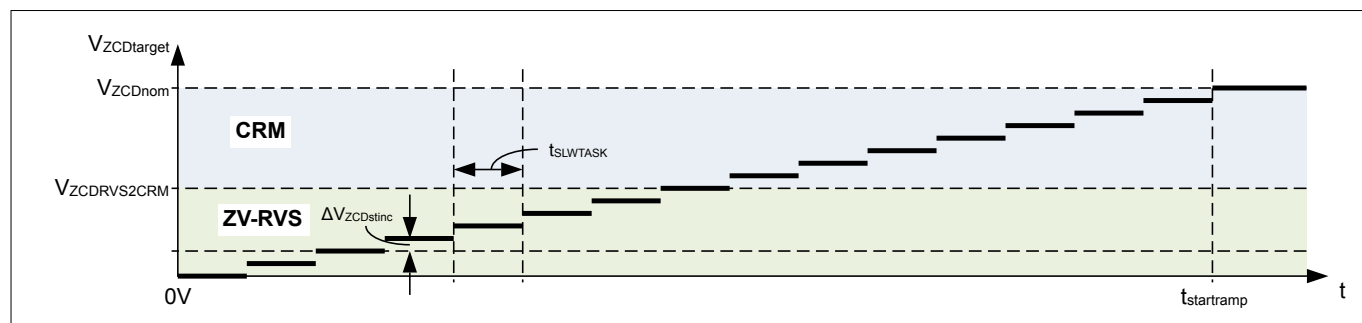 VZCDtarget
VZCDnom
CRM
tSLWTASK
VZCDRVS2CRM
ZV-RVS
ΔVZCDstinc
0V
tstartramp
t